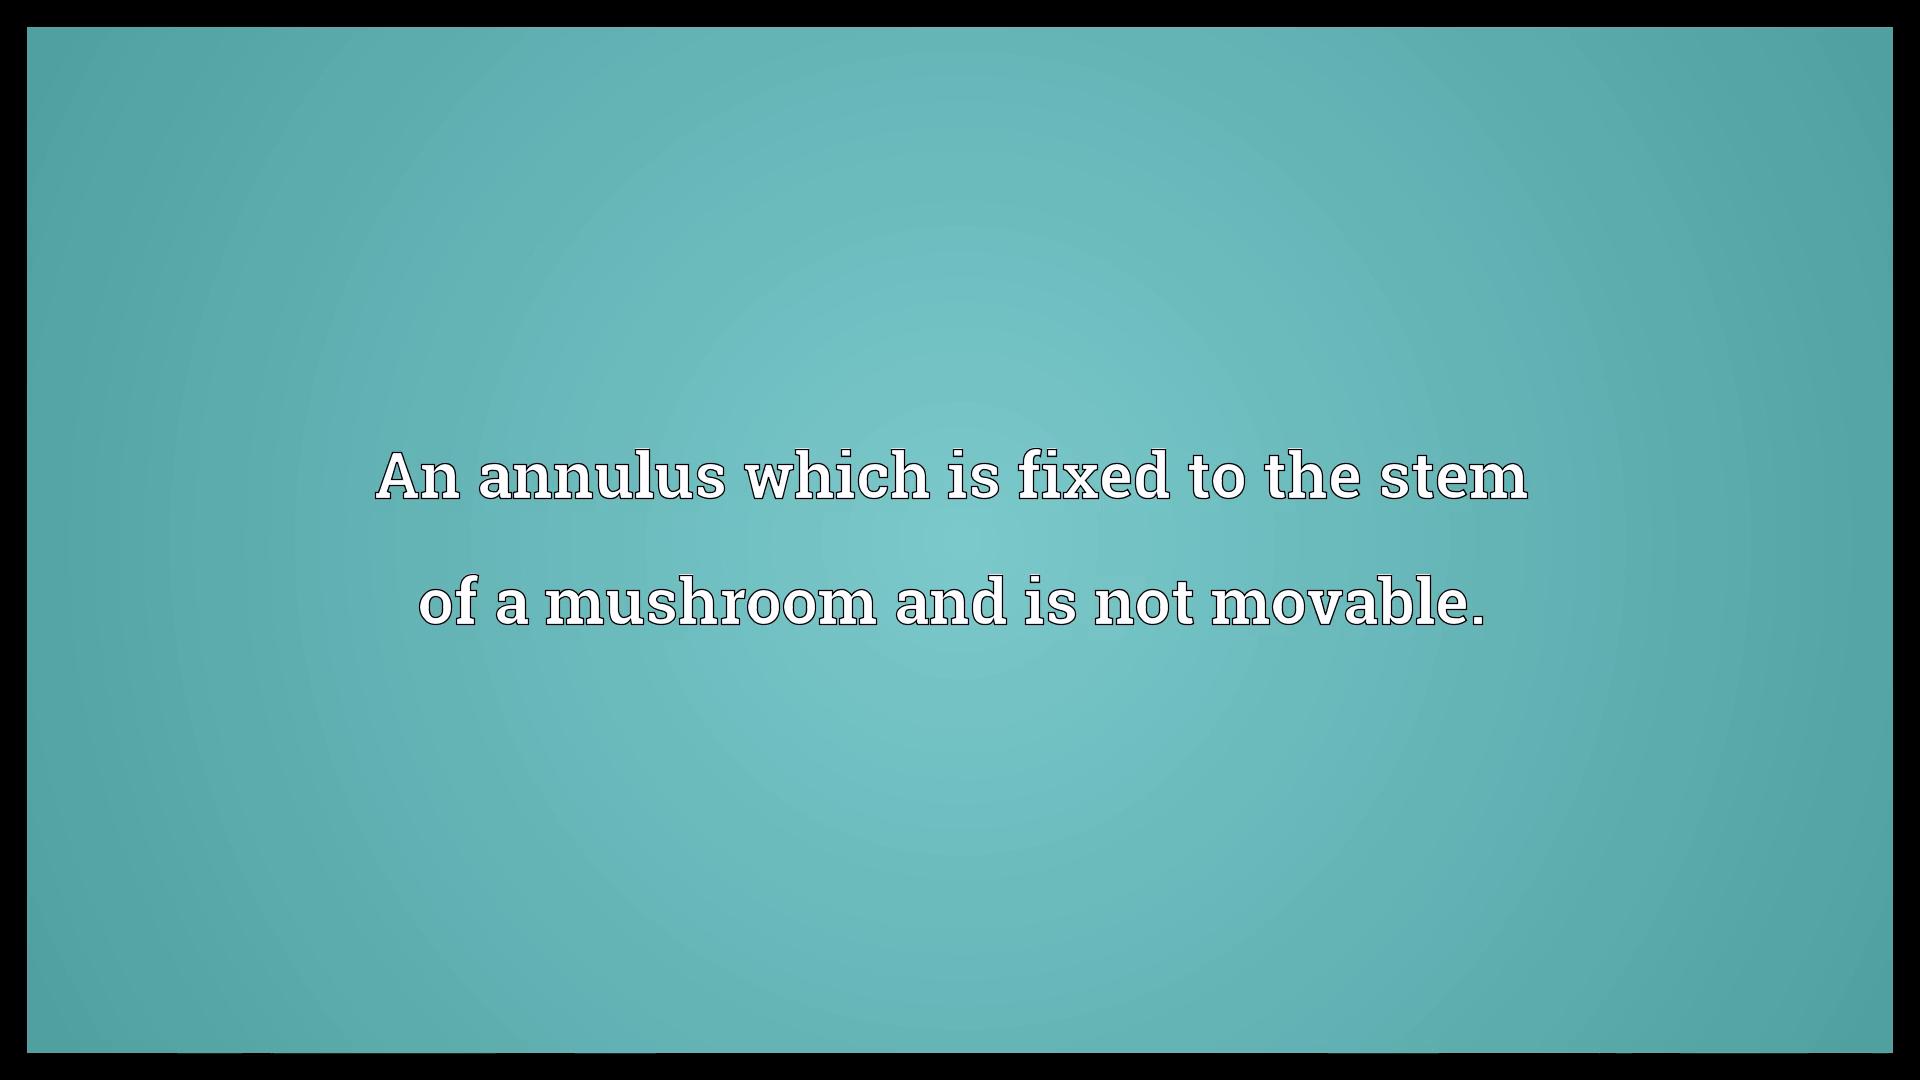 An annulus which is fixed to the stem
of a mushroom and is not movable.